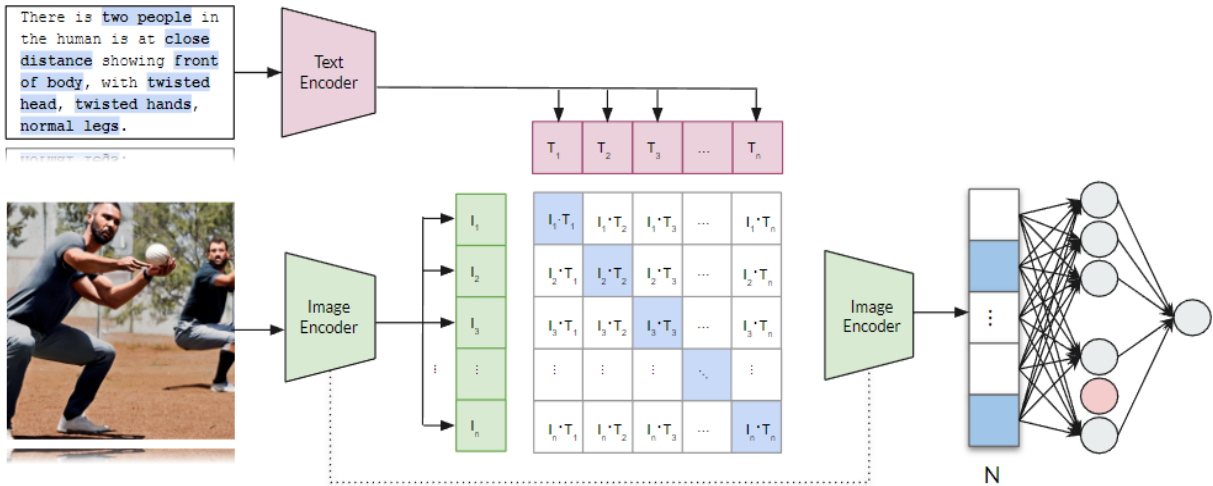 There is two people in
the human is at close
distance showing front
of body, with twisted
head, twisted hands,
normal legs.
normal legs.
Text
Encoder
T1 T2 T3 ... Tn
I1
I2
I3
⋮ ⋮
In
Image
Encoder
I1·T1 I1·T2 I1·T3 ... I1·Tn
I2·T1 I2·T2 I2·T3 ... I2·Tn
I3·T1 I3·T2 I3·T3 ... I3·Tn
⋮ ⋮ ⋮ ⋱ ⋮
In·T1 In·T2 In·T3 ... In·Tn
Image
Encoder
⋮
N